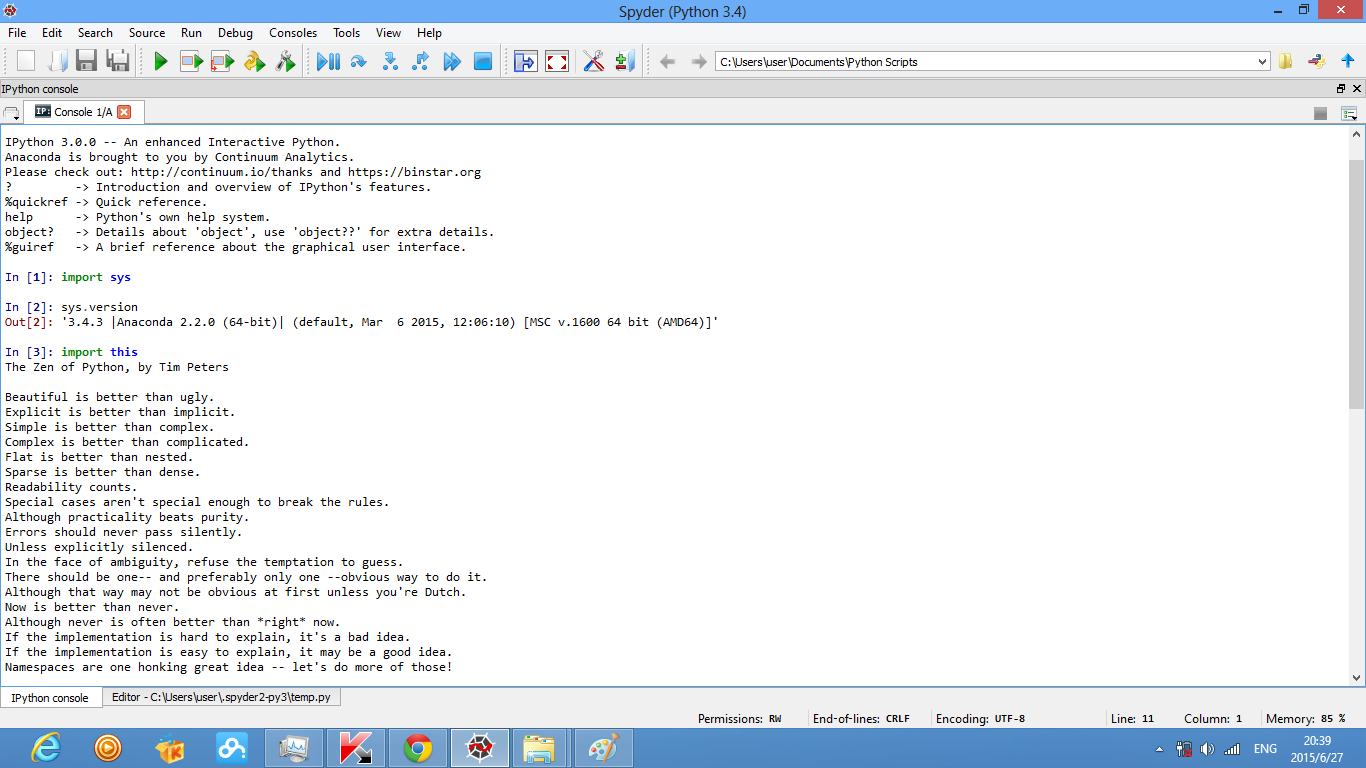 Spyder (Python 3.4)
File Edit Search Source Run Debug Consoles Tools View Help
C:\Users\user\Documents\Python Scripts
IPython console
IP: Console 1/A
IPython 3.0.0 -- An enhanced Interactive Python.
Anaconda is brought to you by Continuum Analytics.
Please check out: http://continuum.io/thanks and https://binstar.org
?         -> Introduction and overview of IPython's features.
%quickref -> Quick reference.
help      -> Python's own help system.
object?   -> Details about 'object', use 'object??' for extra details.
%guiref   -> A brief reference about the graphical user interface.
In [1]: import sys
In [2]: sys.version
Out[2]: '3.4.3 |Anaconda 2.2.0 (64-bit)| (default, Mar  6 2015, 12:06:10) [MSC v.1600 64 bit (AMD64)]'
In [3]: import this
The Zen of Python, by Tim Peters
Beautiful is better than ugly.
Explicit is better than implicit.
Simple is better than complex.
Complex is better than complicated.
Flat is better than nested.
Sparse is better than dense.
Readability counts.
Special cases aren't special enough to break the rules.
Although practicality beats purity.
Errors should never pass silently.
Unless explicitly silenced.
In the face of ambiguity, refuse the temptation to guess.
There should be one-- and preferably only one --obvious way to do it.
Although that way may not be obvious at first unless you're Dutch.
Now is better than never.
Although never is often better than *right* now.
If the implementation is hard to explain, it's a bad idea.
If the implementation is easy to explain, it may be a good idea.
Namespaces are one honking great idea -- let's do more of those!
IPython console Editor - C:\Users\user\.spyder2-py3\temp.py
Permissions: RW End-of-lines: CRLF Encoding: UTF-8 Line: 11 Column: 1 Memory: 85 %
ENG
20:39
2015/6/27